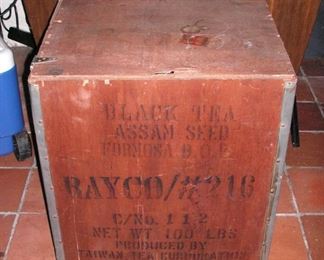 BLACK TEA
ASSAM SEED
FORMOSA B.O.P.
RAYCO/#216
C/No. 112
NET WT 100 LBS
PRODUCED BY
TAIWAN TEA CORPORATION